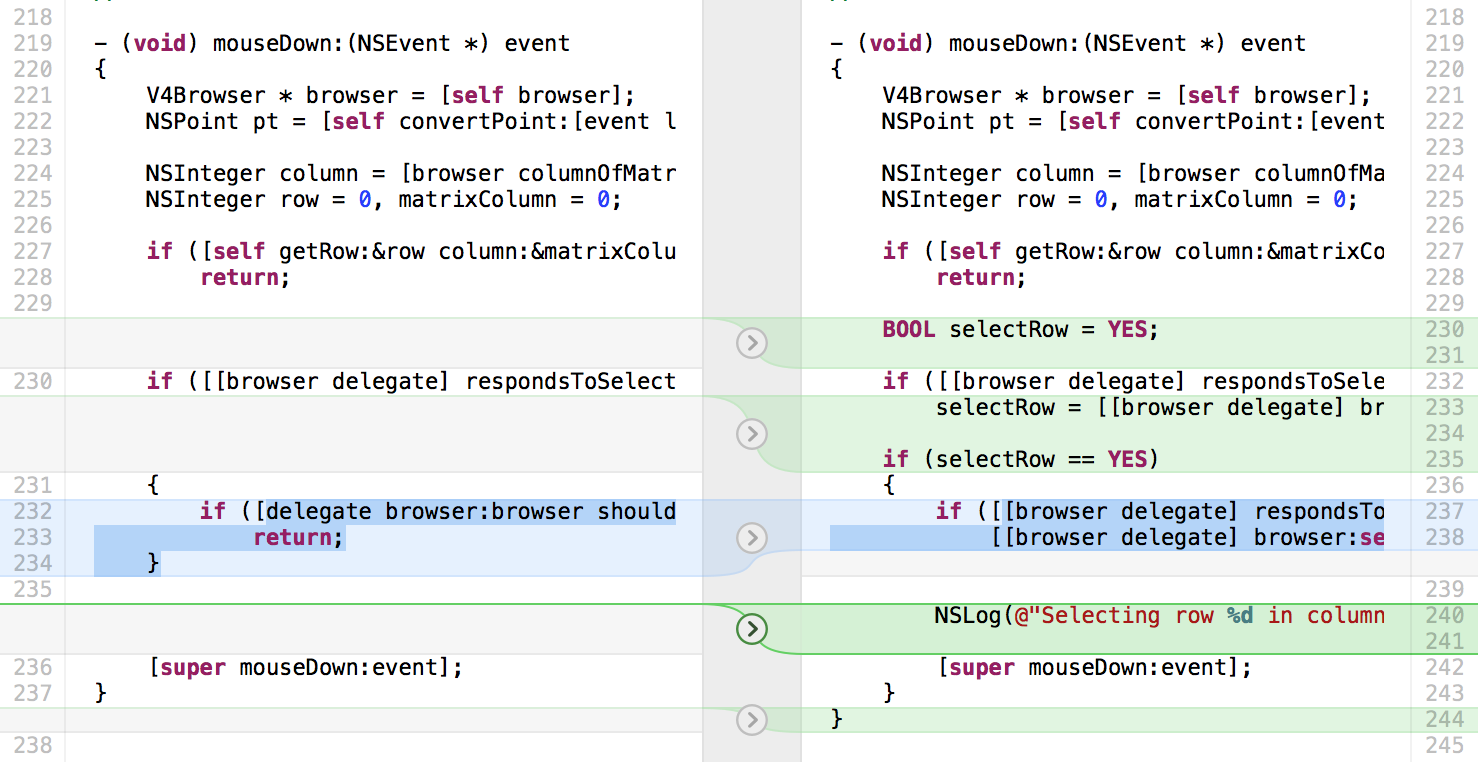 218 218
219 - (void) mouseDown:(NSEvent *) event - (void) mouseDown:(NSEvent *) event 219
220 { { 220
221 V4Browser * browser = [self browser]; V4Browser * browser = [self browser]; 221
222 NSPoint pt = [self convertPoint:[event l NSPoint pt = [self convertPoint:[event 222
223 223
224 NSInteger column = [browser columnOfMatr NSInteger column = [browser columnOfMa 224
225 NSInteger row = 0, matrixColumn = 0; NSInteger row = 0, matrixColumn = 0; 225
226 226
227 if ([self getRow:&row column:&matrixColu if ([self getRow:&row column:&matrixCo 227
228 return; return; 228
229 229
BOOL selectRow = YES; 230
231
230 if ([[browser delegate] respondsToSelect if ([[browser delegate] respondsToSele 232
selectRow = [[browser delegate] br 233
234
if (selectRow == YES) 235
231 { { 236
232 if ([delegate browser:browser should if ([[browser delegate] respondsTo 237
233 return; [[browser delegate] browser:se 238
234 }
235 239
NSLog(@"Selecting row %d in column 240
241
236 [super mouseDown:event]; [super mouseDown:event]; 242
237 } } 243
} 244
238 245